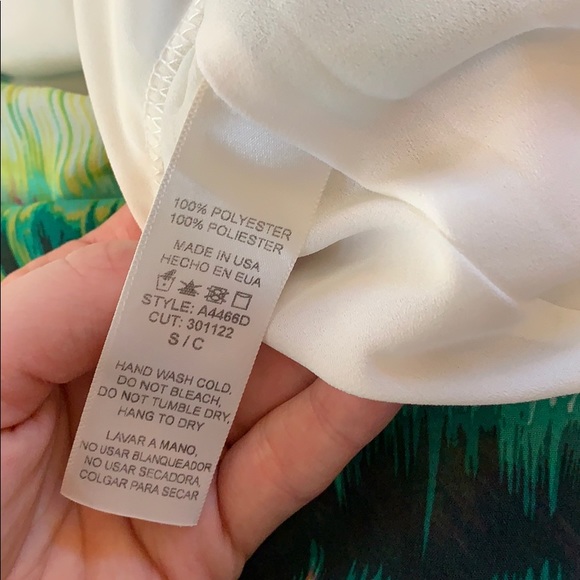 100% POLYESTER
100% POLIESTER
MADE IN USA
HECHO EN EUA
STYLE: A4466D
CUT: 301122
S / C
HAND WASH COLD,
DO NOT BLEACH,
DO NOT TUMBLE DRY,
HANG TO DRY
LAVAR A MANO,
NO USAR BLANQUEADOR
NO USAR SECADORA,
COLGAR PARA SECAR